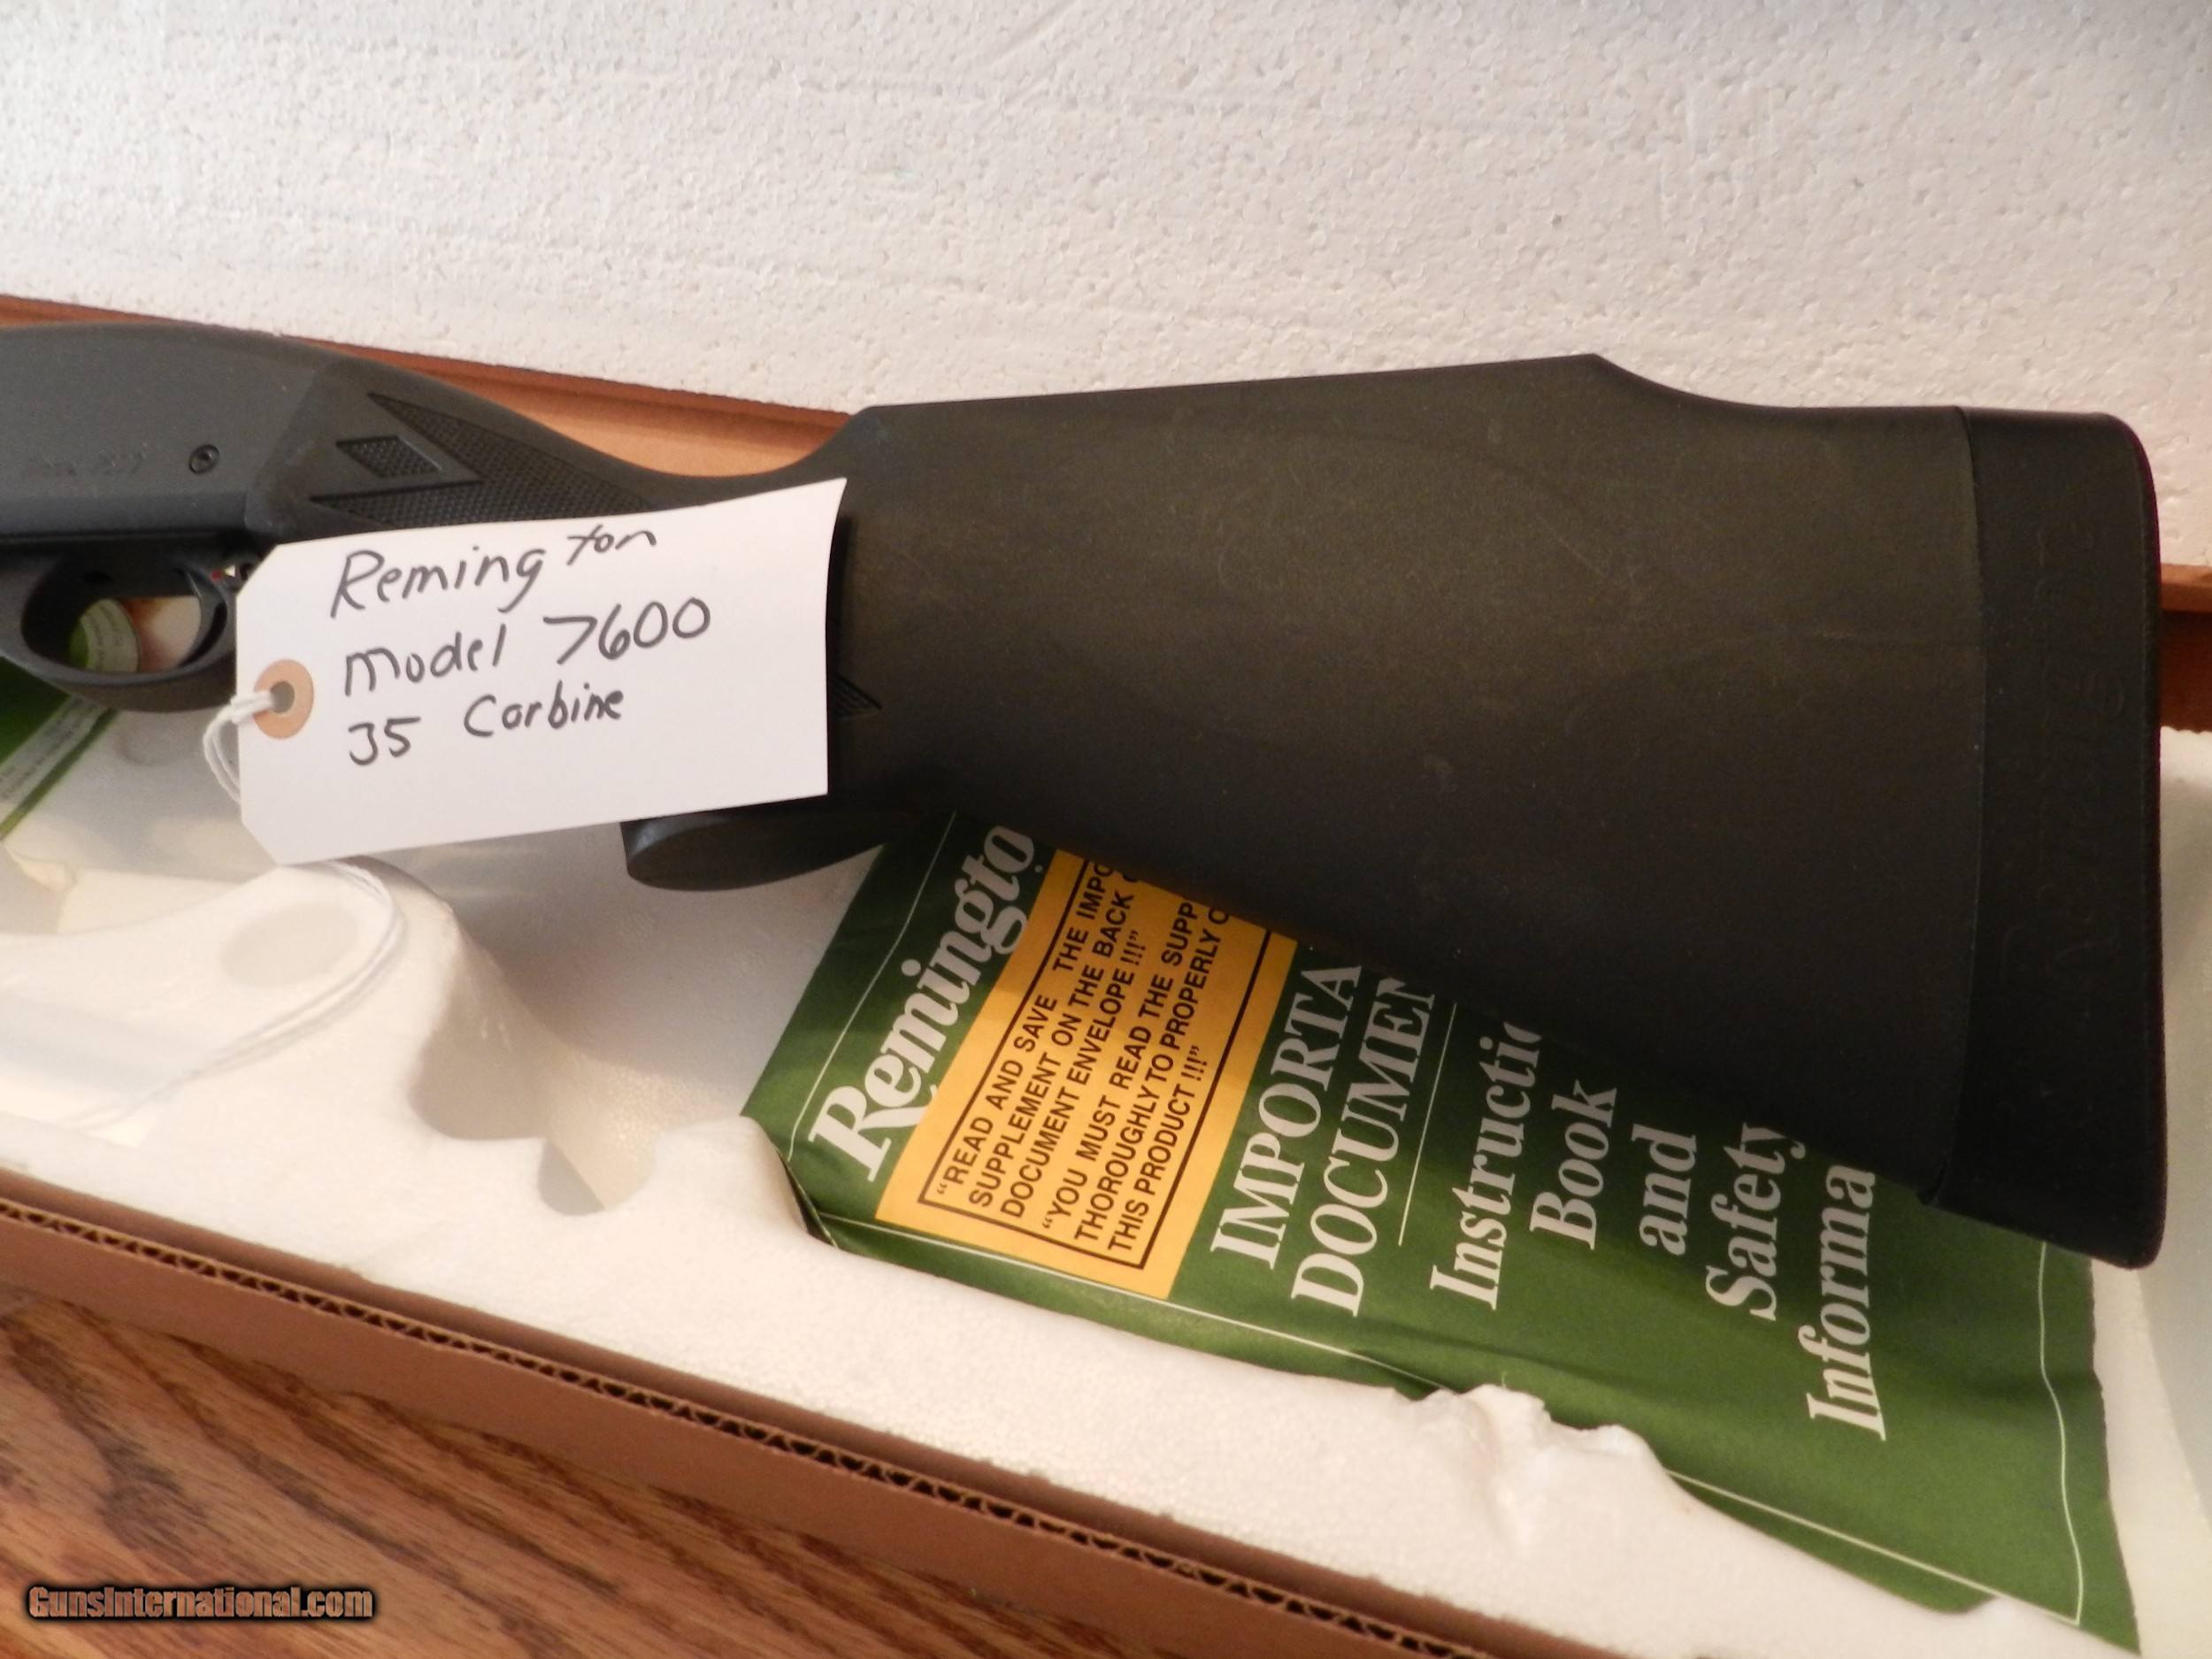 Remington
Model 7600
35 Carbine
Remingto
"READ AND SAVE THE IMPO
SUPPLEMENT ON THE BACK
DOCUMENT ENVELOPE !!!"
"YOU MUST READ THE SUPP
THOROUGHLY TO PROPERLY
THIS PRODUCT !!!"
IMPORTA
DOCUMEN
Instructi
Book
and
Safety
Informa
GunsInternational.com